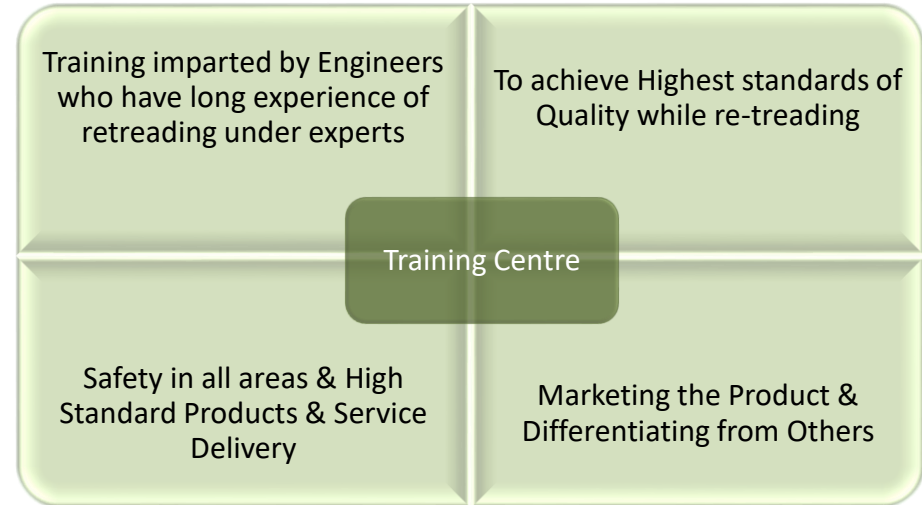 Training imparted by Engineers
who have long experience of
retreading under experts
To achieve Highest standards of
Quality while re-treading
Training Centre
Safety in all areas & High
Standard Products & Service
Delivery
Marketing the Product &
Differentiating from Others